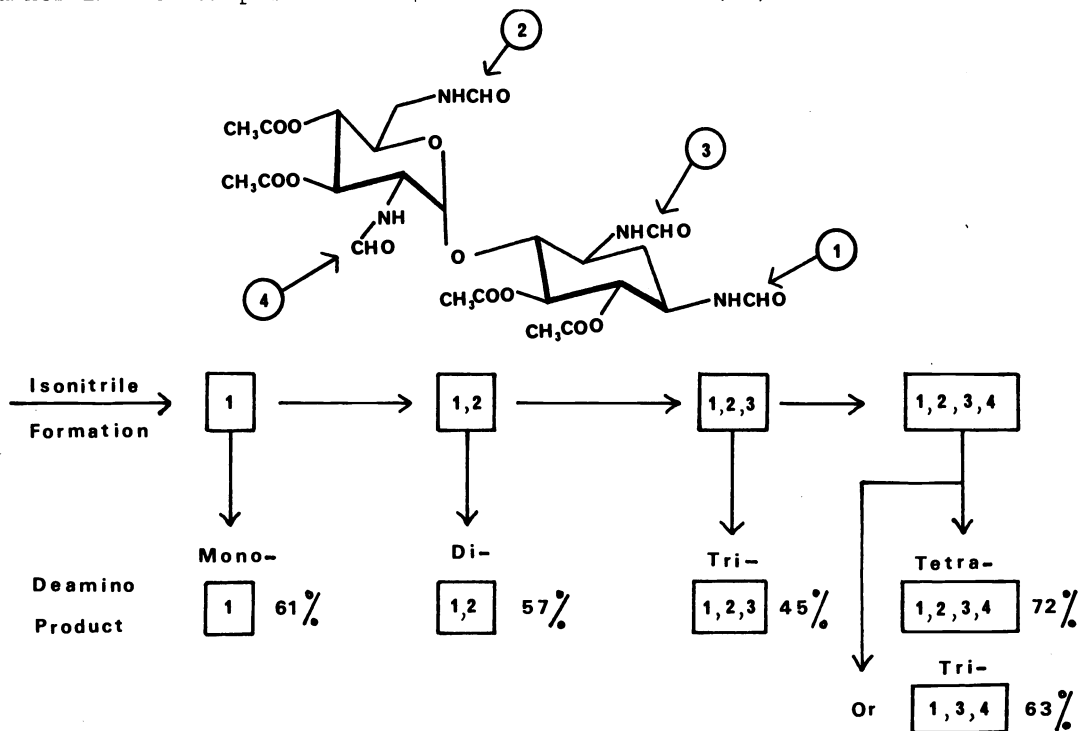 2
NHCHO
CH₃COO
O
3
CH₃COO
NH
NHCHO
CHO
O
1
4
CH₃COO
NHCHO
CH₃COO
Isonitrile
Formation
1
1,2
1,2,3
1,2,3,4
Mono-
Di-
Tri-
Tetra-
Deamino
Product
1 61%
1,2 57%
1,2,3 45%
1,2,3,4 72%
Tri-
Or 1,3,4 63%